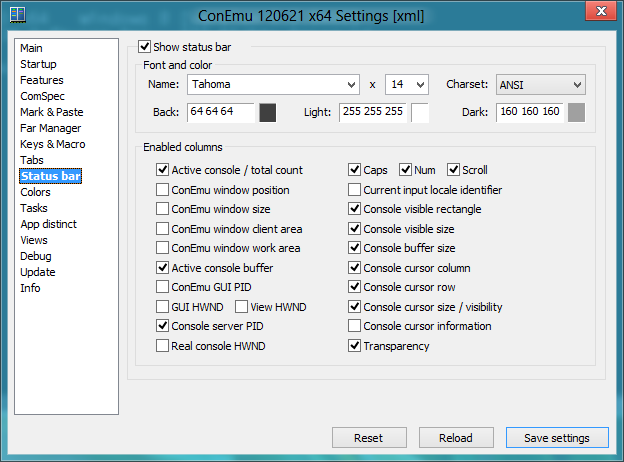 ConEmu 120621 x64 Settings [xml]
Main
Startup
Features
ComSpec
Mark & Paste
Far Manager
Keys & Macro
Tabs
Status bar
Colors
Tasks
App distinct
Views
Debug
Update
Info
Show status bar
Font and color
Name: Tahoma x 14 Charset: ANSI
Back: 64 64 64 Light: 255 255 255 Dark: 160 160 160
Enabled columns
Active console / total count
ConEmu window position
ConEmu window size
ConEmu window client area
ConEmu window work area
Active console buffer
ConEmu GUI PID
GUI HWND View HWND
Console server PID
Real console HWND
Caps Num Scroll
Current input locale identifier
Console visible rectangle
Console visible size
Console buffer size
Console cursor column
Console cursor row
Console cursor size / visibility
Console cursor information
Transparency
Reset Reload Save settings